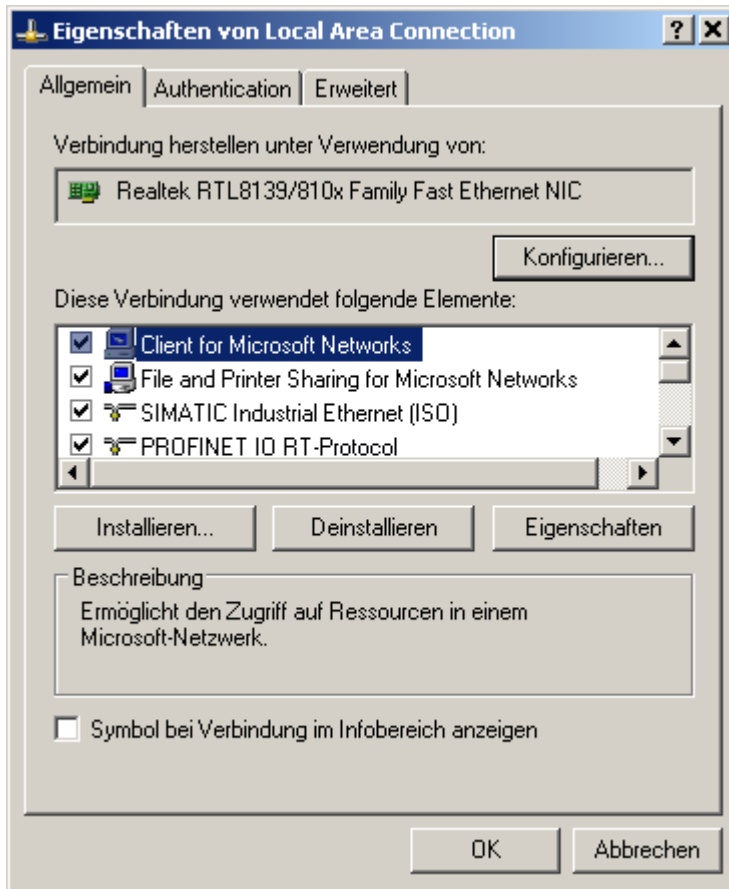 Eigenschaften von Local Area Connection
Allgemein
Authentication
Erweitert
Verbindung herstellen unter Verwendung von:
Realtek RTL8139/810x Family Fast Ethernet NIC
Konfigurieren...
Diese Verbindung verwendet folgende Elemente:
Client for Microsoft Networks
File and Printer Sharing for Microsoft Networks
SIMATIC Industrial Ethernet (ISO)
PROFINET IO RT-Protocol
Installieren...
Deinstallieren
Eigenschaften
Beschreibung
Ermöglicht den Zugriff auf Ressourcen in einem
Microsoft-Netzwerk.
Symbol bei Verbindung im Infobereich anzeigen
OK
Abbrechen